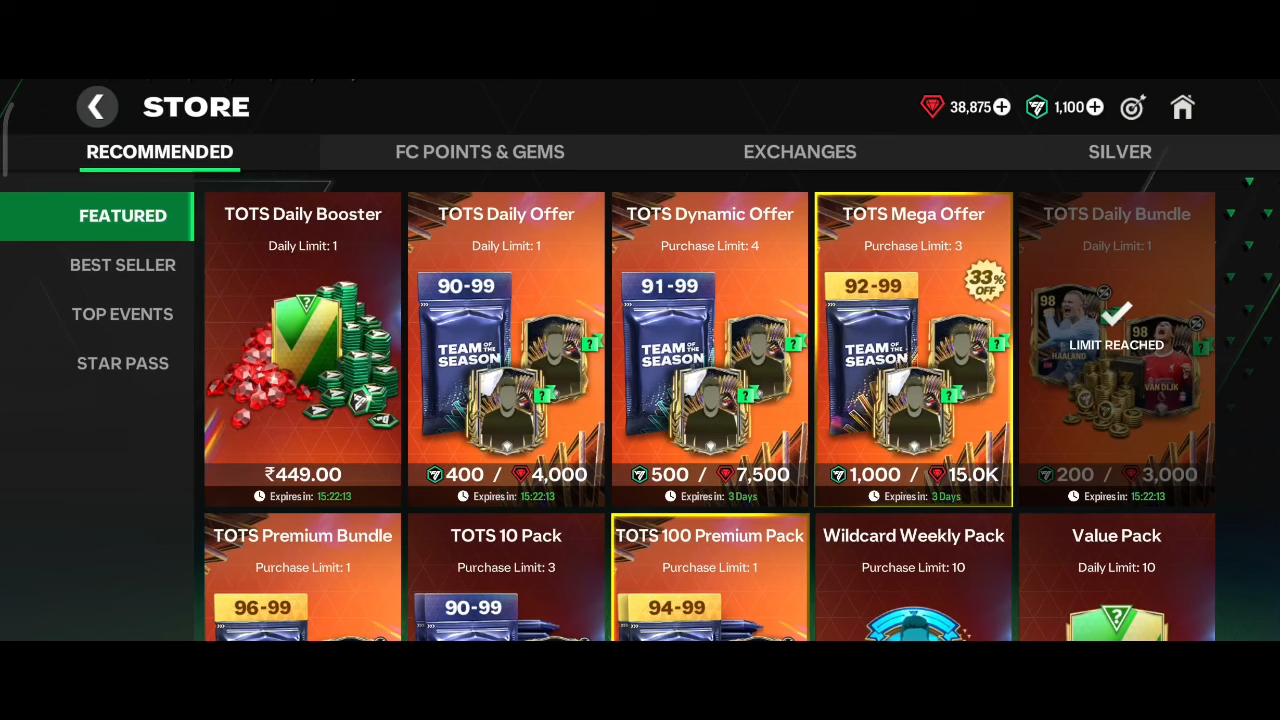 STORE
38,875
1,100
RECOMMENDED
FC POINTS & GEMS
EXCHANGES
SILVER
FEATURED
BEST SELLER
TOP EVENTS
STAR PASS
TOTS Daily Booster
Daily Limit: 1
?
₹449.00
Expires in: 15:22:13
TOTS Daily Offer
Daily Limit: 1
90-99
TEAM OF THE
SEASON
?
?
400 / 4,000
Expires in: 15:22:13
TOTS Dynamic Offer
Purchase Limit: 4
91-99
TEAM OF THE
SEASON
?
?
500 / 7,500
Expires in: 3 Days
TOTS Mega Offer
Purchase Limit: 3
33%
OFF
92-99
TEAM OF THE
SEASON
?
?
1,000 / 15.0K
Expires in: 3 Days
TOTS Daily Bundle
Daily Limit: 1
98
HAALAND
98
VAN DIJK
?
LIMIT REACHED
200 / 3,000
Expires in: 15:22:13
TOTS Premium Bundle
Purchase Limit: 1
96-99
TOTS 10 Pack
Purchase Limit: 3
90-99
TOTS 100 Premium Pack
Purchase Limit: 1
94-99
Wildcard Weekly Pack
Purchase Limit: 10
Value Pack
Daily Limit: 10
?